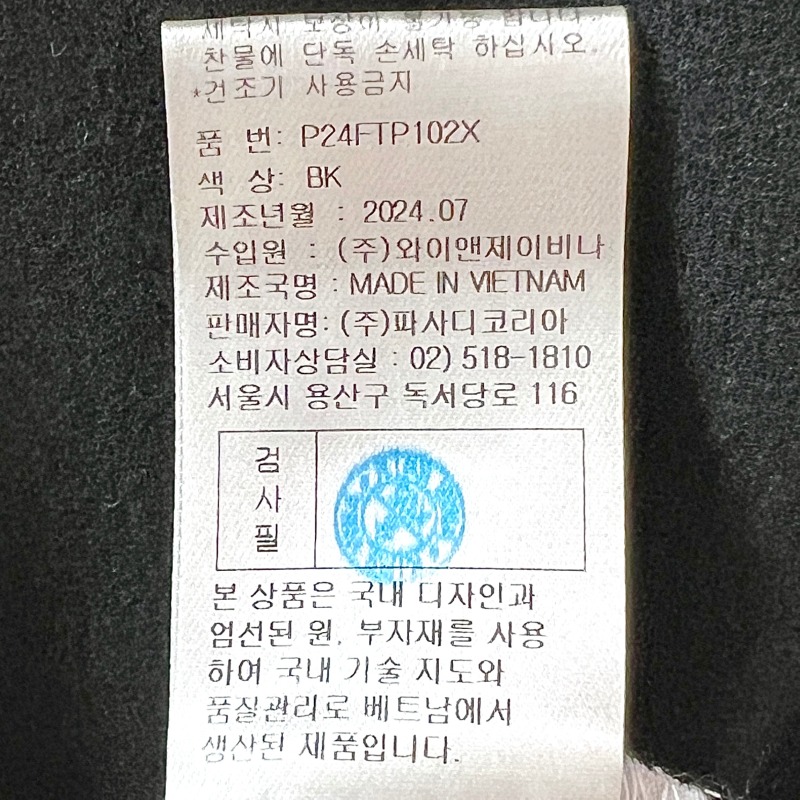 찬물에 단독 손세탁 하십시오.
*건조기 사용금지
품 번: P24FTP102X
색 상: BK
제조년월 : 2024.07
수입원 : (주)와이앤제이비나
제조국명 : MADE IN VIETNAM
판매자명: (주)파사디코리아
소비자상담실 : 02) 518-1810
서울시 용산구 독서당로 116
검
사
필
본 상품은 국내 디자인과
엄선된 원, 부자재를 사용
하여 국내 기술 지도와
품질관리로 베트남에서
생산된 제품입니다.